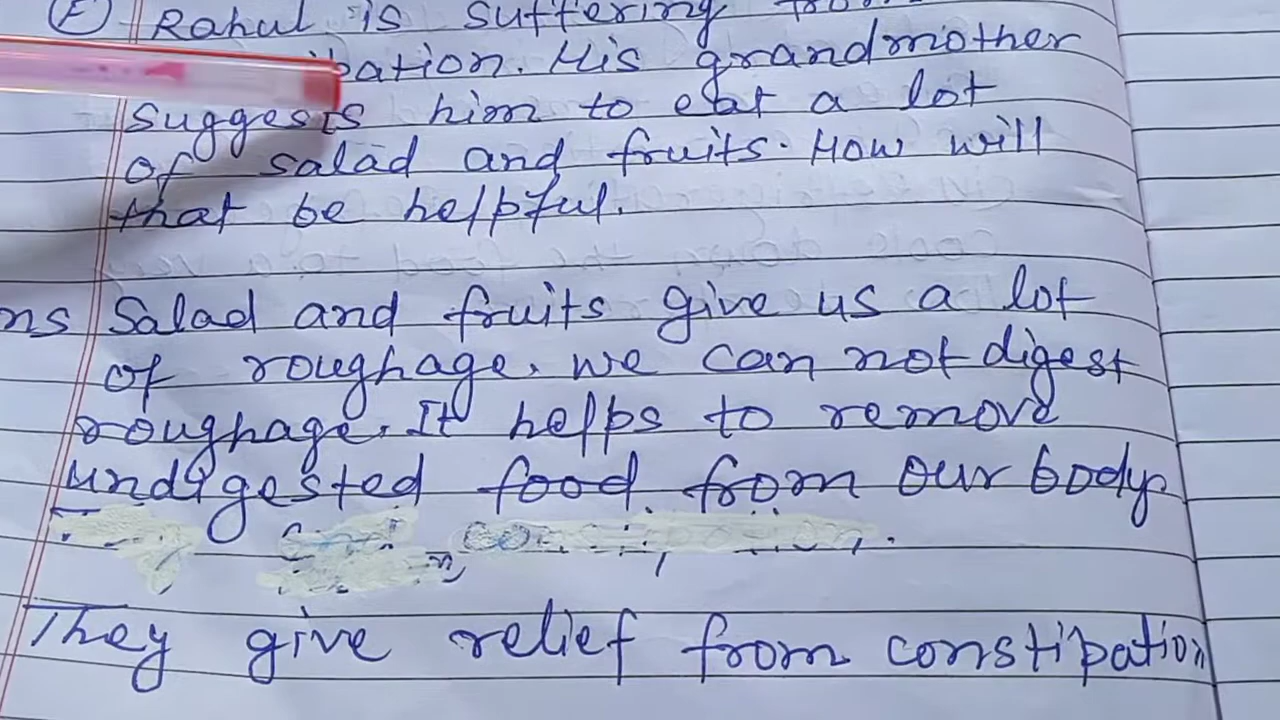 (F) Rahul is suffering from
pation. His grandmother
suggests him to eat a lot
of salad and fruits. How will
that be helpful.
ns Salad and fruits give us a lot
of roughage. we can not digest
roughage. It helps to remove
undigested food from our body.
They give relief from constipation